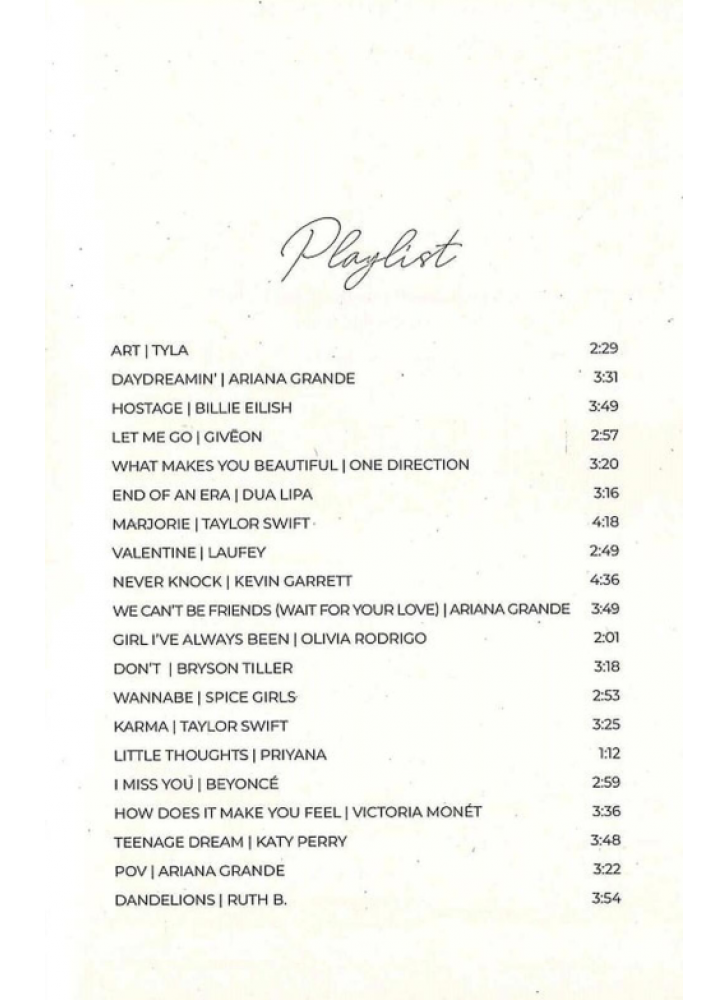 Playlist
ART | TYLA 2:29
DAYDREAMIN' | ARIANA GRANDE 3:31
HOSTAGE | BILLIE EILISH 3:49
LET ME GO | GIVĒON 2:57
WHAT MAKES YOU BEAUTIFUL | ONE DIRECTION 3:20
END OF AN ERA | DUA LIPA 3:16
MARJORIE | TAYLOR SWIFT 4:18
VALENTINE | LAUFEY 2:49
NEVER KNOCK | KEVIN GARRETT 4:36
WE CAN'T BE FRIENDS (WAIT FOR YOUR LOVE) | ARIANA GRANDE 3:49
GIRL I'VE ALWAYS BEEN | OLIVIA RODRIGO 2:01
DON'T | BRYSON TILLER 3:18
WANNABE | SPICE GIRLS 2:53
KARMA | TAYLOR SWIFT 3:25
LITTLE THOUGHTS | PRIYANA 1:12
I MISS YOU | BEYONCÉ 2:59
HOW DOES IT MAKE YOU FEEL | VICTORIA MONÉT 3:36
TEENAGE DREAM | KATY PERRY 3:48
POV | ARIANA GRANDE 3:22
DANDELIONS | RUTH B. 3:54